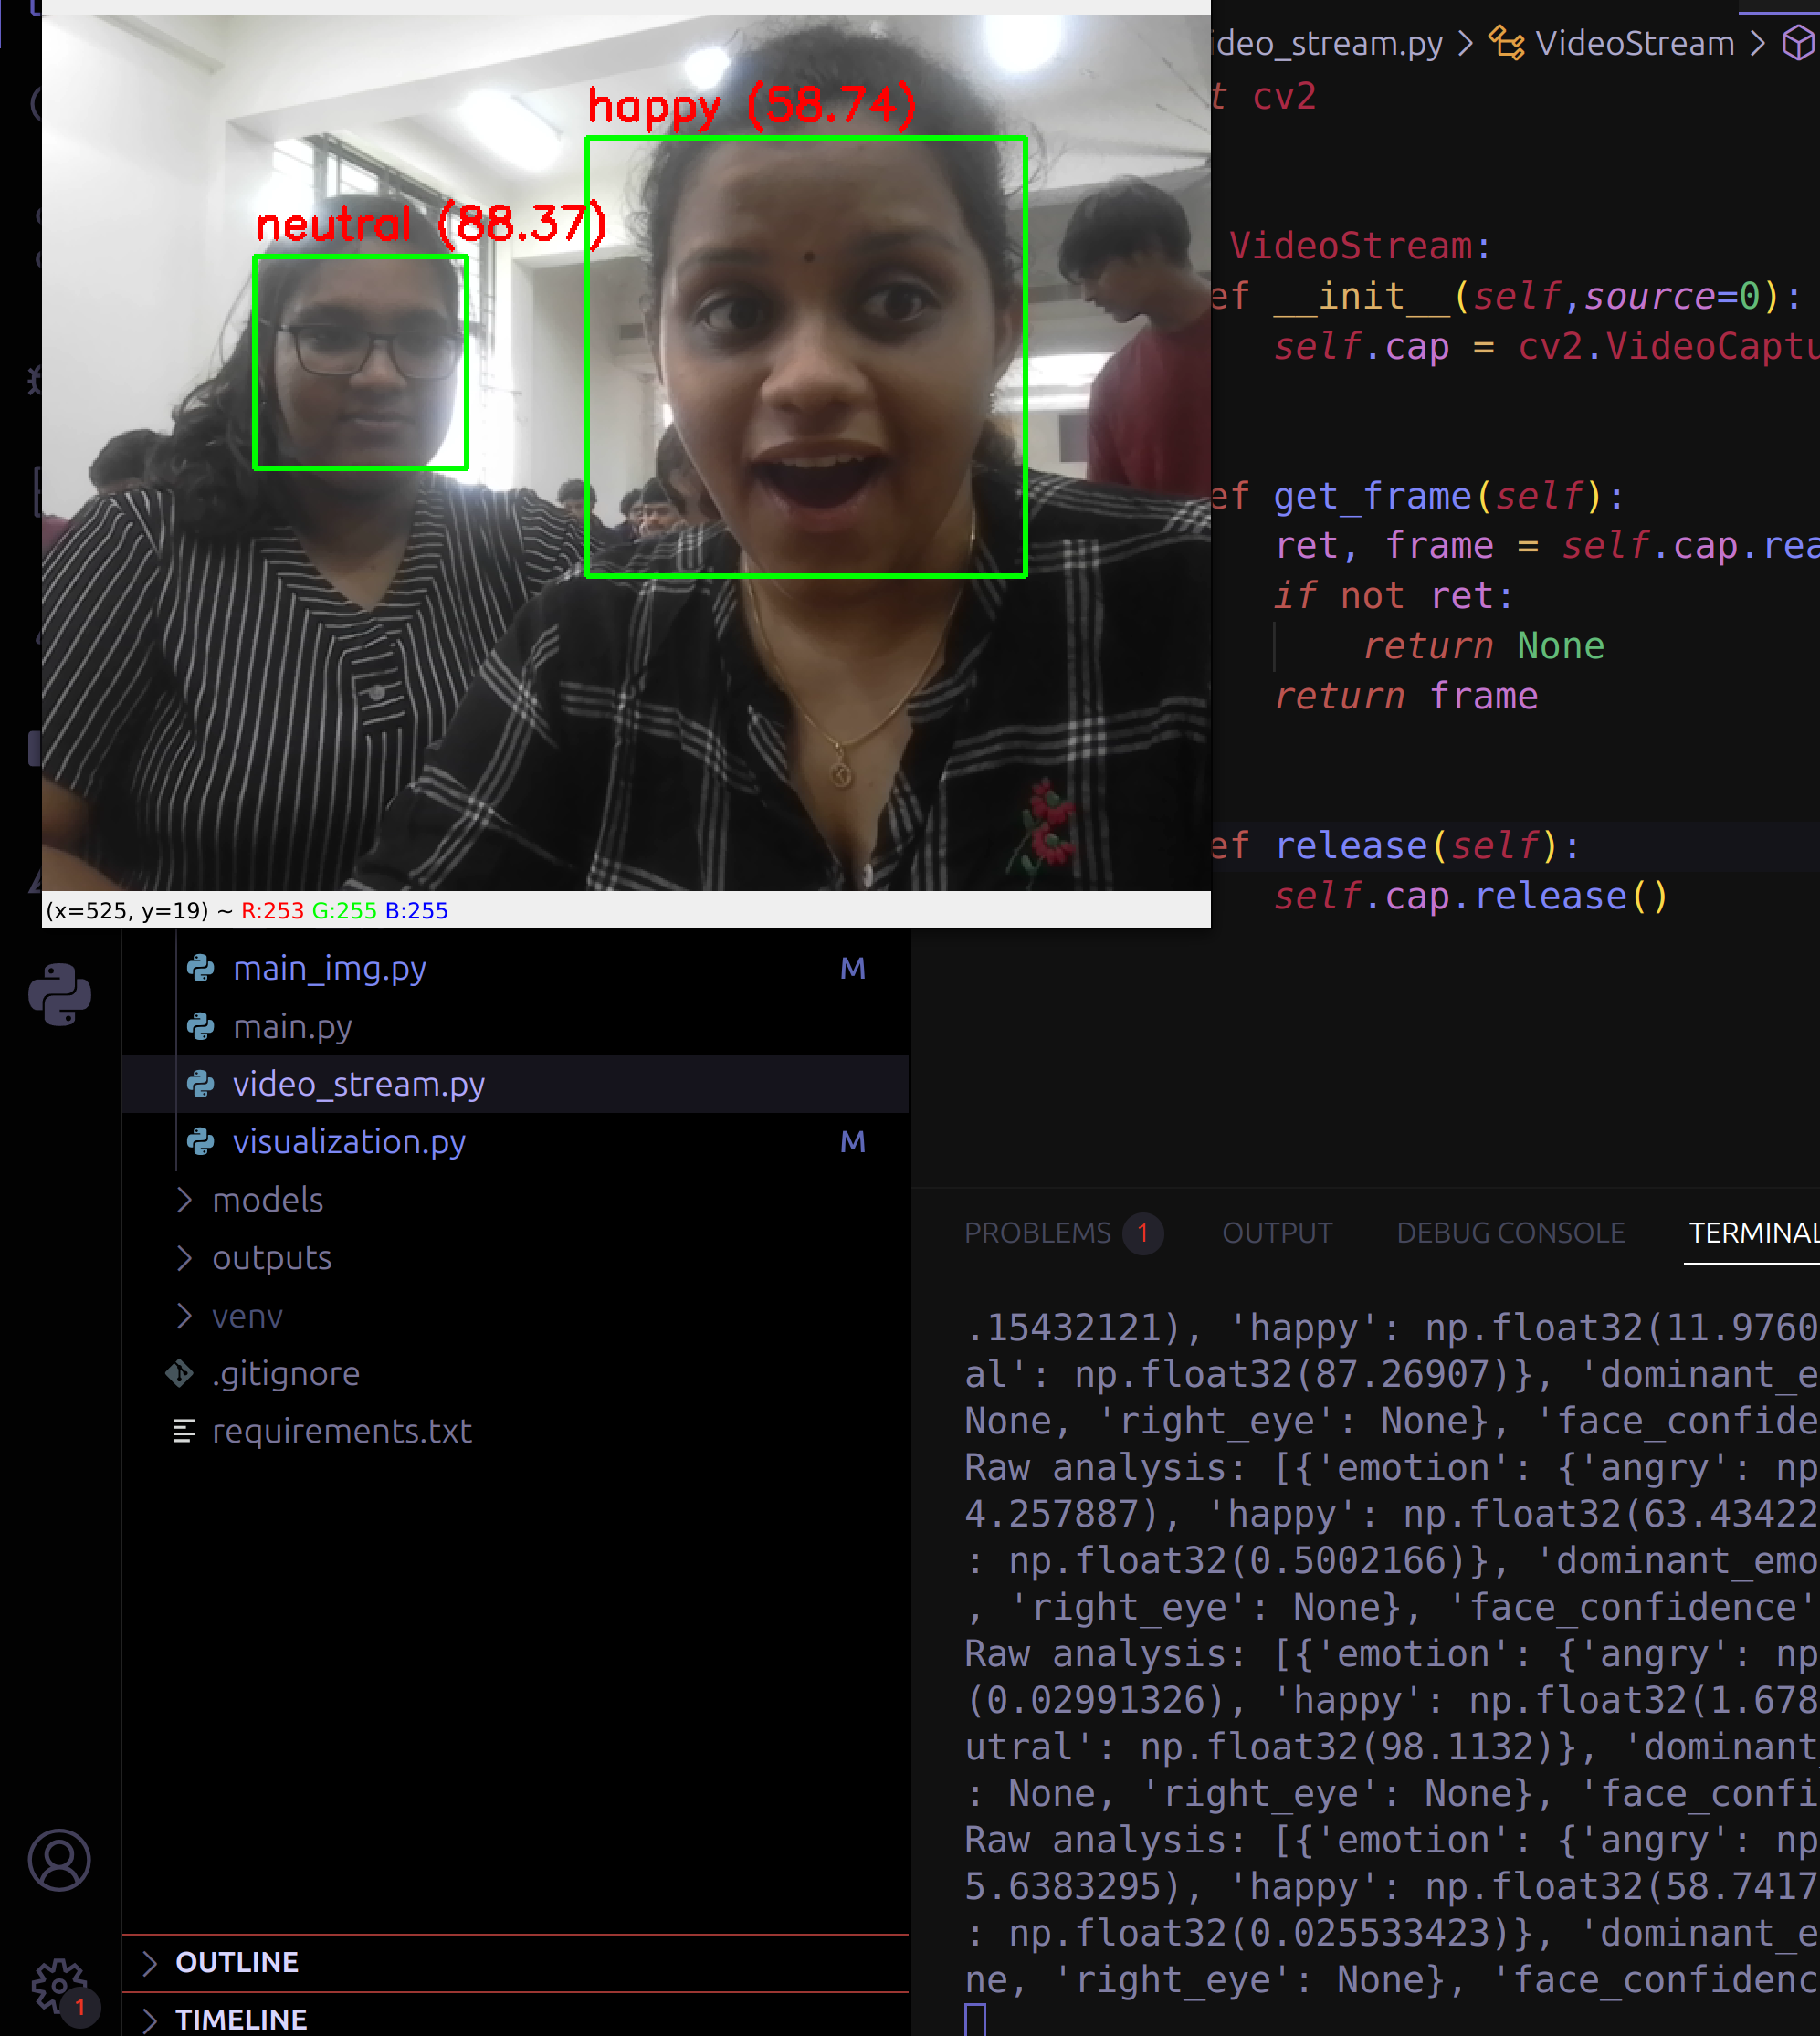 happy (58.74)
neutral (88.37)
(x=525, y=19) ~ R:253 G:255 B:255
ideo_stream.py > VideoStream >
t cv2
VideoStream:
ef __init__(self,source=0):
self.cap = cv2.VideoCaptu
ef get_frame(self):
ret, frame = self.cap.rea
if not ret:
return None
return frame
ef release(self):
self.cap.release()
main_img.py M
main.py
video_stream.py
visualization.py M
models
outputs
venv
.gitignore
requirements.txt
OUTLINE
TIMELINE
1
PROBLEMS 1 OUTPUT DEBUG CONSOLE TERMINAL
.15432121), 'happy': np.float32(11.9760
al': np.float32(87.26907)}, 'dominant_e
None, 'right_eye': None}, 'face_confide
Raw analysis: [{'emotion': {'angry': np
4.257887), 'happy': np.float32(63.43422
: np.float32(0.5002166)}, 'dominant_emo
, 'right_eye': None}, 'face_confidence'
Raw analysis: [{'emotion': {'angry': np
(0.02991326), 'happy': np.float32(1.678
utral': np.float32(98.1132)}, 'dominant
: None, 'right_eye': None}, 'face_confi
Raw analysis: [{'emotion': {'angry': np
5.6383295), 'happy': np.float32(58.7417
: np.float32(0.025533423)}, 'dominant_e
ne, 'right_eye': None}, 'face_confidenc